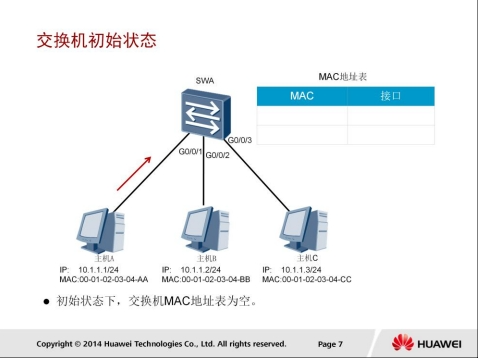 交换机初始状态
SWA
MAC地址表
MAC 接口
G0/0/3
G0/0/1
G0/0/2
主机A
主机B
主机C
IP: 10.1.1.1/24
MAC:00-01-02-03-04-AA
IP: 10.1.1.2/24
MAC:00-01-02-03-04-BB
IP: 10.1.1.3/24
MAC:00-01-02-03-04-CC
● 初始状态下，交换机MAC地址表为空。
Copyright © 2014 Huawei Technologies Co., Ltd. All rights reserved.
Page 7
HUAWEI